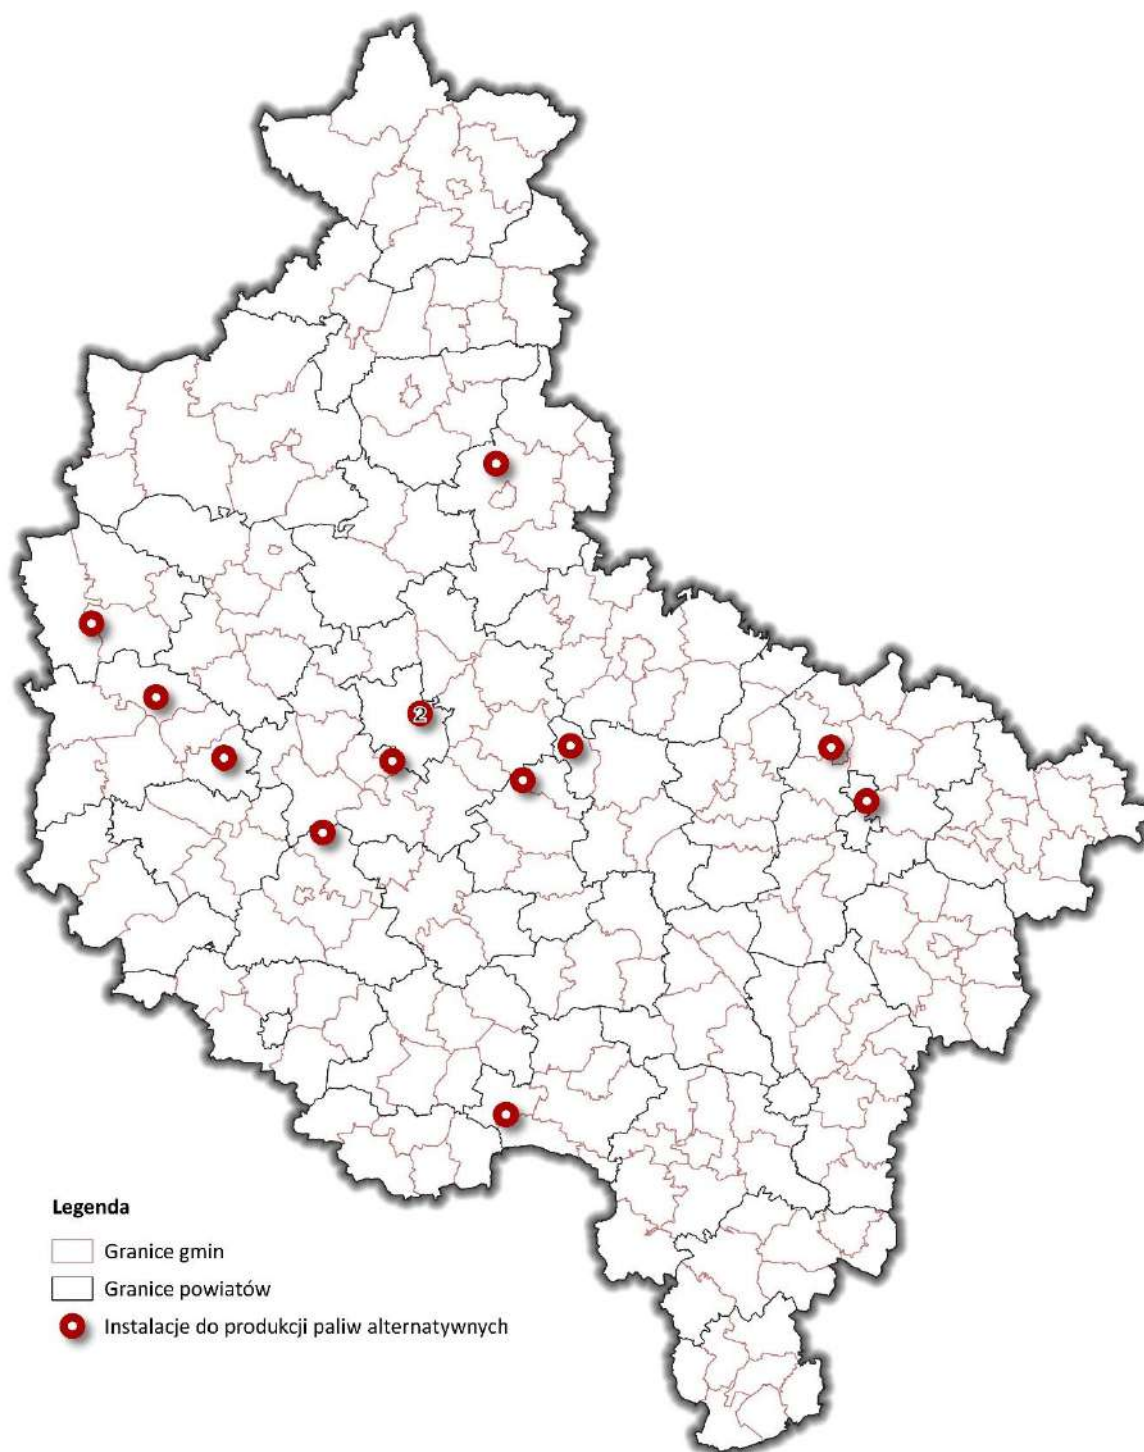 2
Legenda
Granice gmin
Granice powiatów
Instalacje do produkcji paliw alternatywnych